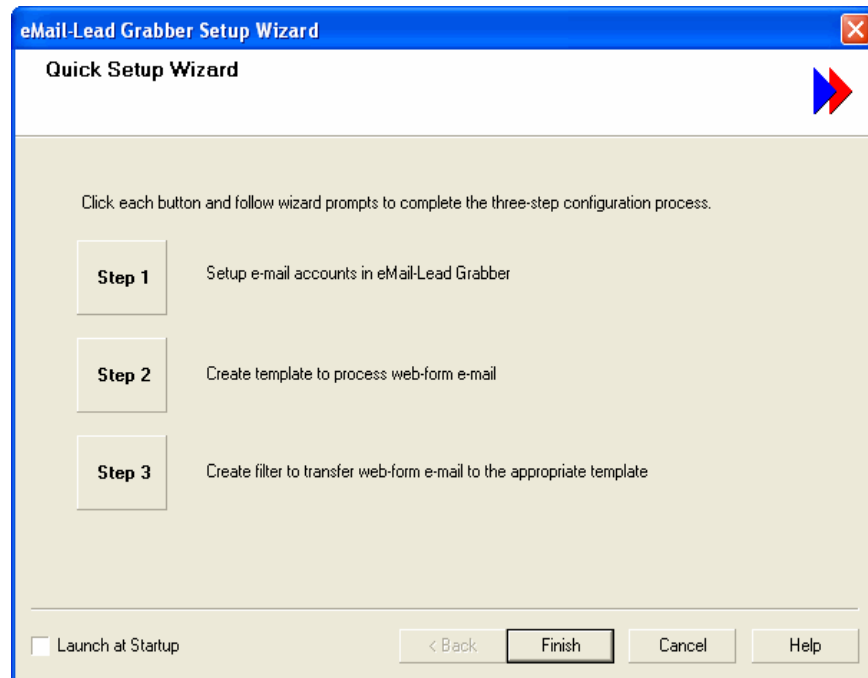 eMail-Lead Grabber Setup Wizard
Quick Setup Wizard
Click each button and follow wizard prompts to complete the three-step configuration process.
Step 1 Setup e-mail accounts in eMail-Lead Grabber
Step 2 Create template to process web-form e-mail
Step 3 Create filter to transfer web-form e-mail to the appropriate template
Launch at Startup < Back Finish Cancel Help